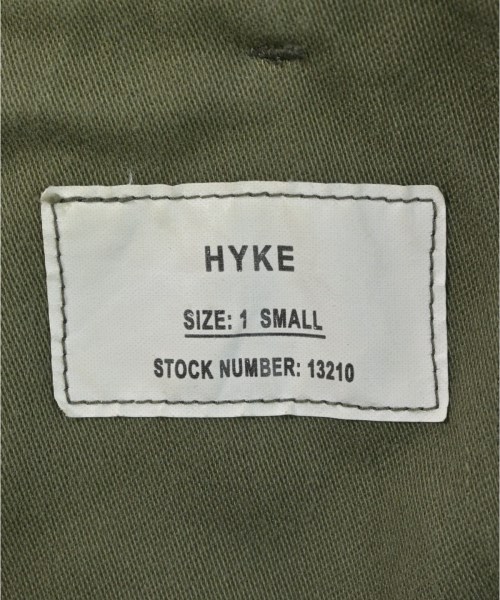 HYKE
SIZE: 1 SMALL
STOCK NUMBER: 13210